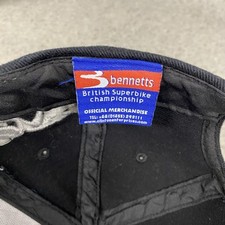 bennetts
British Superbike
championship
OFFICIAL MERCHANDISE